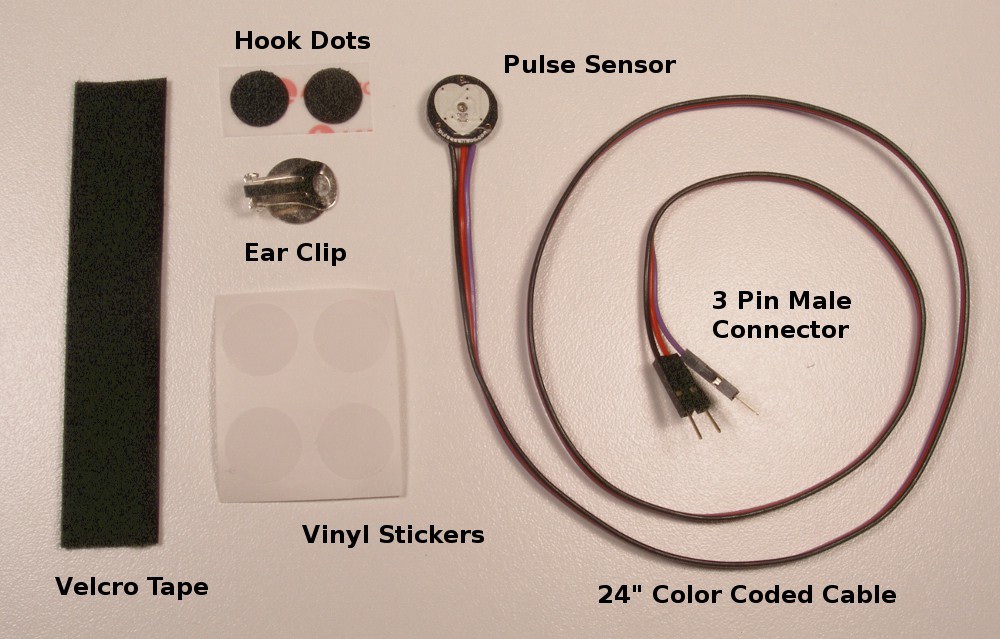 Hook Dots
Pulse Sensor
Ear Clip
3 Pin Male
Connector
Vinyl Stickers
Velcro Tape
24" Color Coded Cable